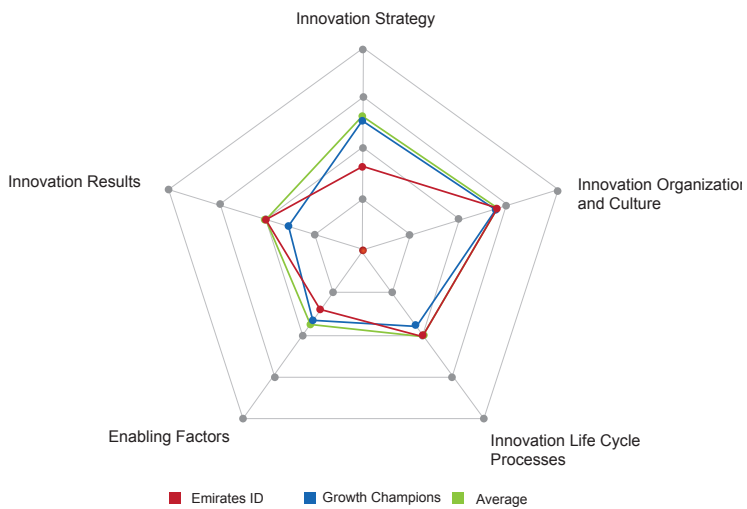 Innovation Strategy
Innovation Results
Innovation Organization
and Culture
Enabling Factors
Innovation Life Cycle
Processes
Emirates ID
Growth Champions
Average